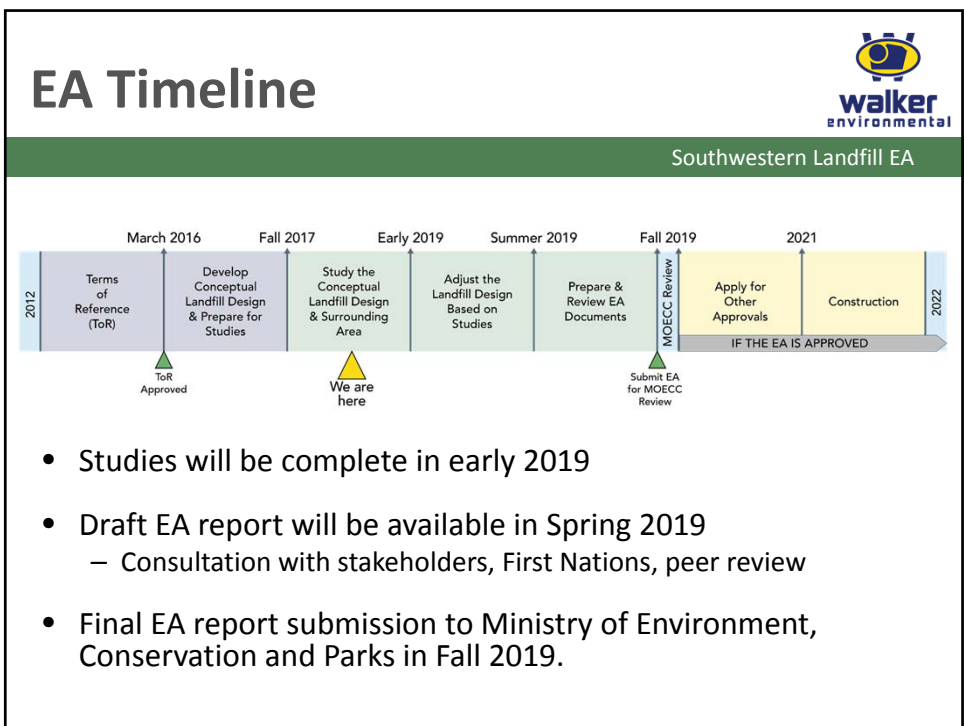 EA Timeline
walker
environmental
Southwestern Landfill EA
March 2016
Fall 2017
Early 2019
Summer 2019
Fall 2019
2021
2012
Terms
of
Reference
(ToR)
Develop
Conceptual
Landfill Design
& Prepare for
Studies
Study the
Conceptual
Landfill Design
& Surrounding
Area
Adjust the
Landfill Design
Based on
Studies
Prepare &
Review EA
Documents
MOECC Review
Apply for
Other
Approvals
Construction
2022
IF THE EA IS APPROVED
ToR
Approved
We are
here
Submit EA
for MOECC
Review
• Studies will be complete in early 2019
• Draft EA report will be available in Spring 2019
– Consultation with stakeholders, First Nations, peer review
• Final EA report submission to Ministry of Environment,
Conservation and Parks in Fall 2019.